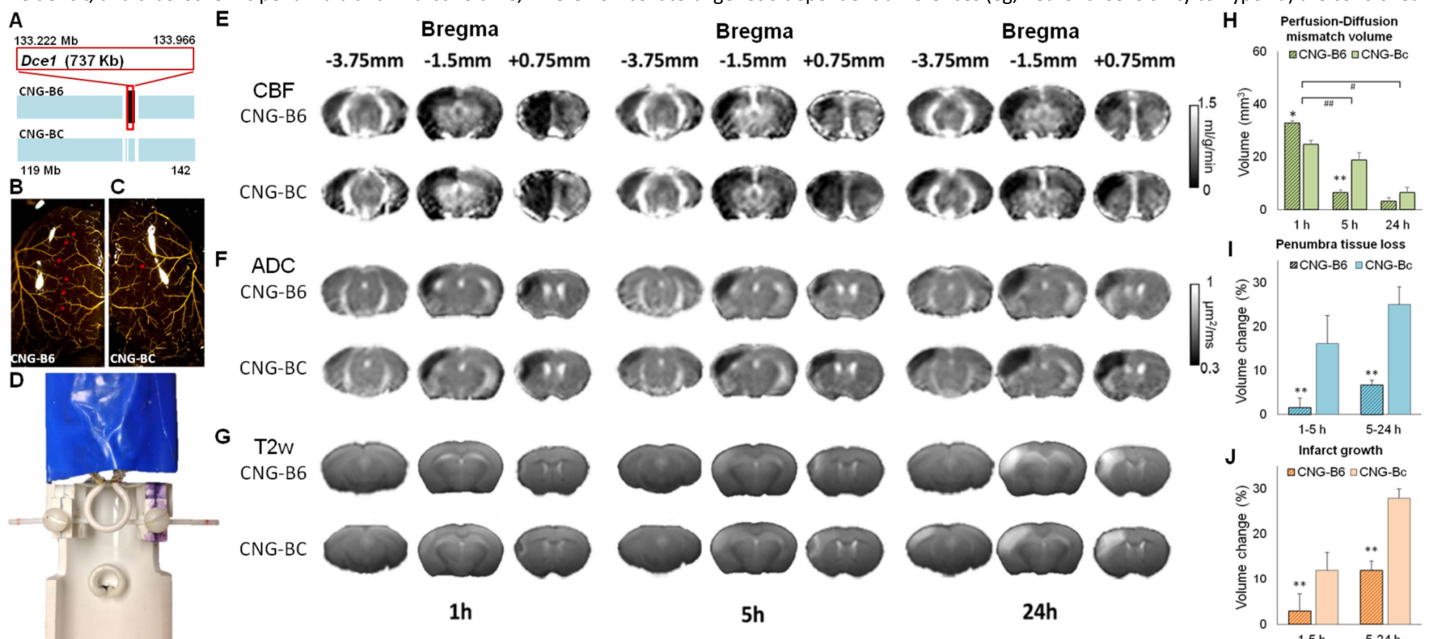 A
133.222 Mb 133.966
Dce1 (737 Kb)
CNG-B6
CNG-BC
119 Mb 142
B C
CNG-B6 CNG-BC
D
E
Bregma Bregma Bregma
-3.75mm -1.5mm +0.75mm -3.75mm -1.5mm +0.75mm -3.75mm -1.5mm +0.75mm
CBF
CNG-B6
CNG-BC
1.5
ml/g/min
0
F
ADC
CNG-B6
CNG-BC
1
μm²/ms
0.3
G
T2w
CNG-B6
CNG-BC
1h 5h 24h
H
Perfusion-Diffusion
mismatch volume
CNG-B6 CNG-Bc
60
40
20
0
Volume (mm³)
* ** # ##
1 h 5 h 24 h
I
Penumbra tissue loss
CNG-B6 CNG-Bc
30
20
10
0
Volume change (%)
** **
1-5 h 5-24 h
J
Infarct growth
CNG-B6 CNG-Bc
30
20
10
0
Volume change (%)
** **
1-5 h 5-24 h